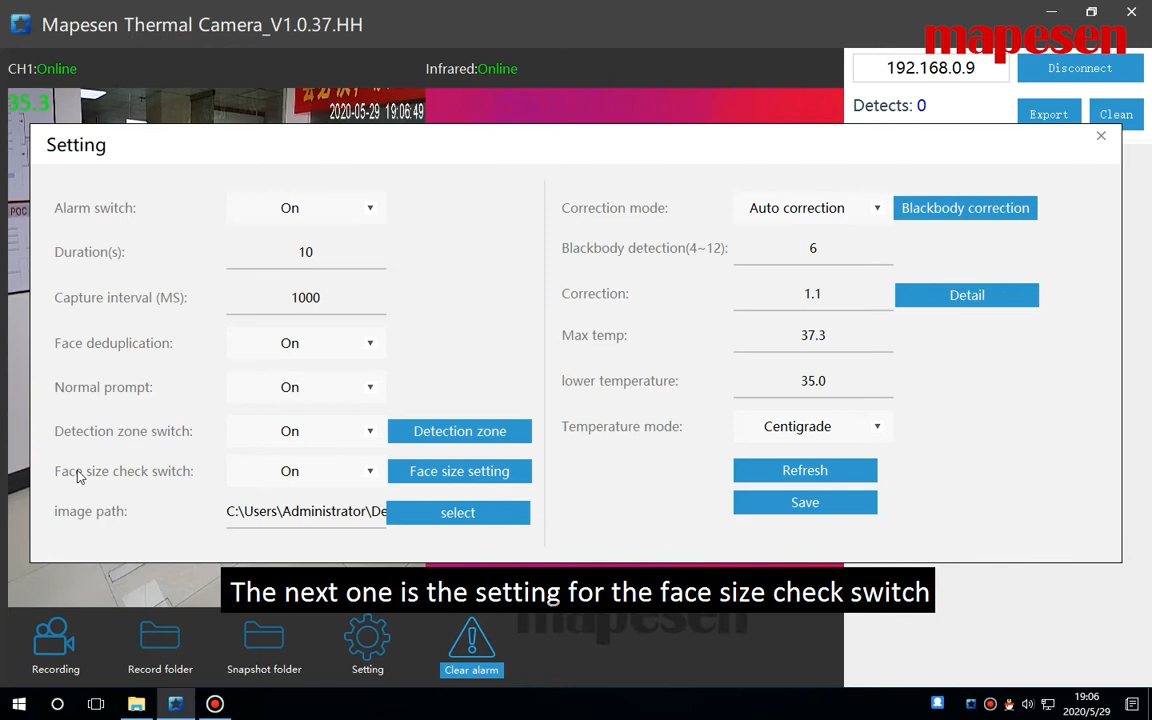 Mapesen Thermal Camera_V1.0.37.HH
mapesen
CH1:Online
Infrared:Online
192.168.0.9
Disconnect
35.3
2020-05-29 19:06:49
Detects: 0
Export
Clean
Setting
POC
Alarm switch:
On
Duration(s):
10
Capture interval (MS):
1000
Face deduplication:
On
Normal prompt:
On
Detection zone switch:
On
Detection zone
Face size check switch:
On
Face size setting
image path:
C:\Users\Administrator\De
select
Correction mode:
Auto correction
Blackbody correction
Blackbody detection(4~12):
6
Correction:
1.1
Detail
Max temp:
37.3
lower temperature:
35.0
Temperature mode:
Centigrade
Refresh
Save
The next one is the setting for the face size check switch
mapesen
Recording
Record folder
Snapshot folder
Setting
Clear alarm
19:06
2020/5/29